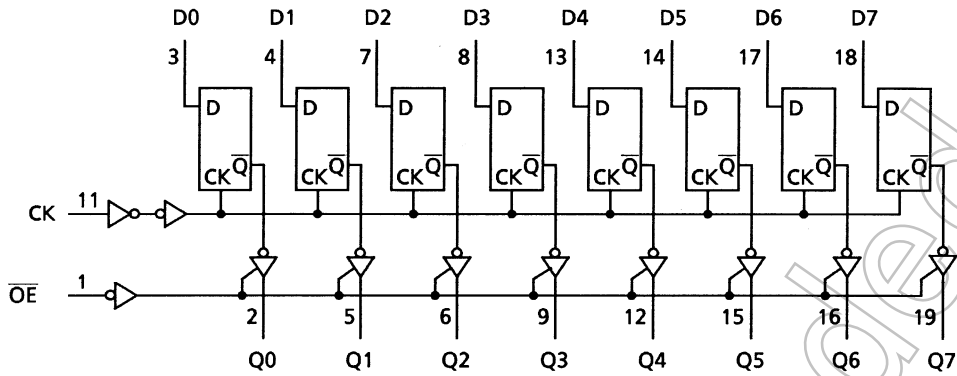 D0 D1 D2 D3 D4 D5 D6 D7
3 4 7 8 13 14 17 18
D D D D D D D D
Q̅ Q̅ Q̅ Q̅ Q̅ Q̅ Q̅ Q̅
CK CK CK CK CK CK CK CK
CK 11
O̅E̅ 1
2 5 6 9 12 15 16 19
Q0 Q1 Q2 Q3 Q4 Q5 Q6 Q7